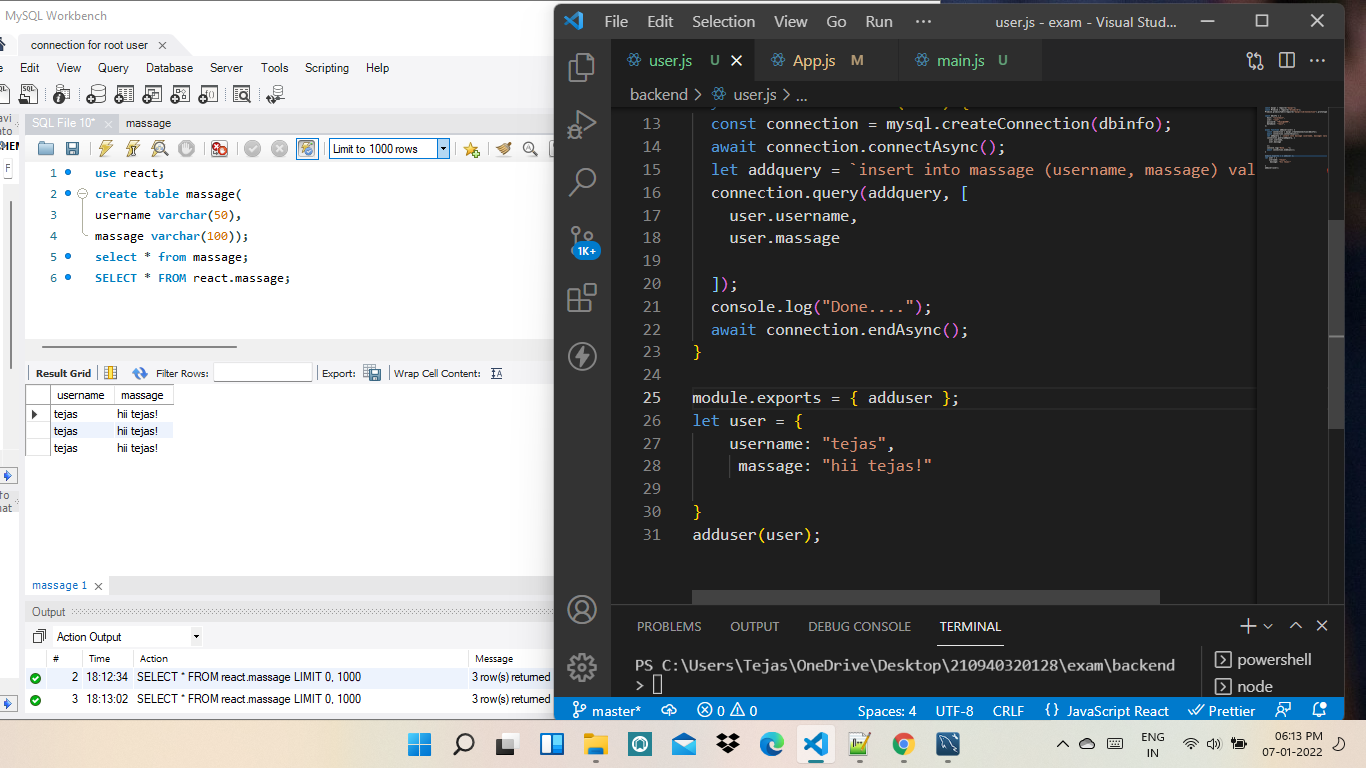 MySQL Workbench
connection for root user
Edit View Query Database Server Tools Scripting Help
SQL File 10* massage
Limit to 1000 rows
1 use react;
2 create table massage(
3 username varchar(50),
4 massage varchar(100));
5 select * from massage;
6 SELECT * FROM react.massage;
Result Grid Filter Rows: Export: Wrap Cell Content:
username massage
tejas hii tejas!
tejas hii tejas!
tejas hii tejas!
massage 1
Output
Action Output
# Time Action Message
2 18:12:34 SELECT * FROM react.massage LIMIT 0, 1000 3 row(s) returned
3 18:13:02 SELECT * FROM react.massage LIMIT 0, 1000 3 row(s) returned
File Edit Selection View Go Run ··· user.js - exam - Visual Stud...
user.js U App.js M main.js U
backend > user.js > ...
13 const connection = mysql.createConnection(dbinfo);
14 await connection.connectAsync();
15 let addquery = `insert into massage (username, massage) val
16 connection.query(addquery, [
17 user.username,
18 user.massage
19
20 ]);
21 console.log("Done....");
22 await connection.endAsync();
23 }
24
25 module.exports = { adduser };
26 let user = {
27 username: "tejas",
28 massage: "hii tejas!"
29
30 }
31 adduser(user);
1K+
PROBLEMS OUTPUT DEBUG CONSOLE TERMINAL
PS C:\Users\Tejas\OneDrive\Desktop\210940320128\exam\backend
>
powershell
node
master* 0 0 Spaces: 4 UTF-8 CRLF {} JavaScript React Prettier
ENG
IN
06:13 PM
07-01-2022